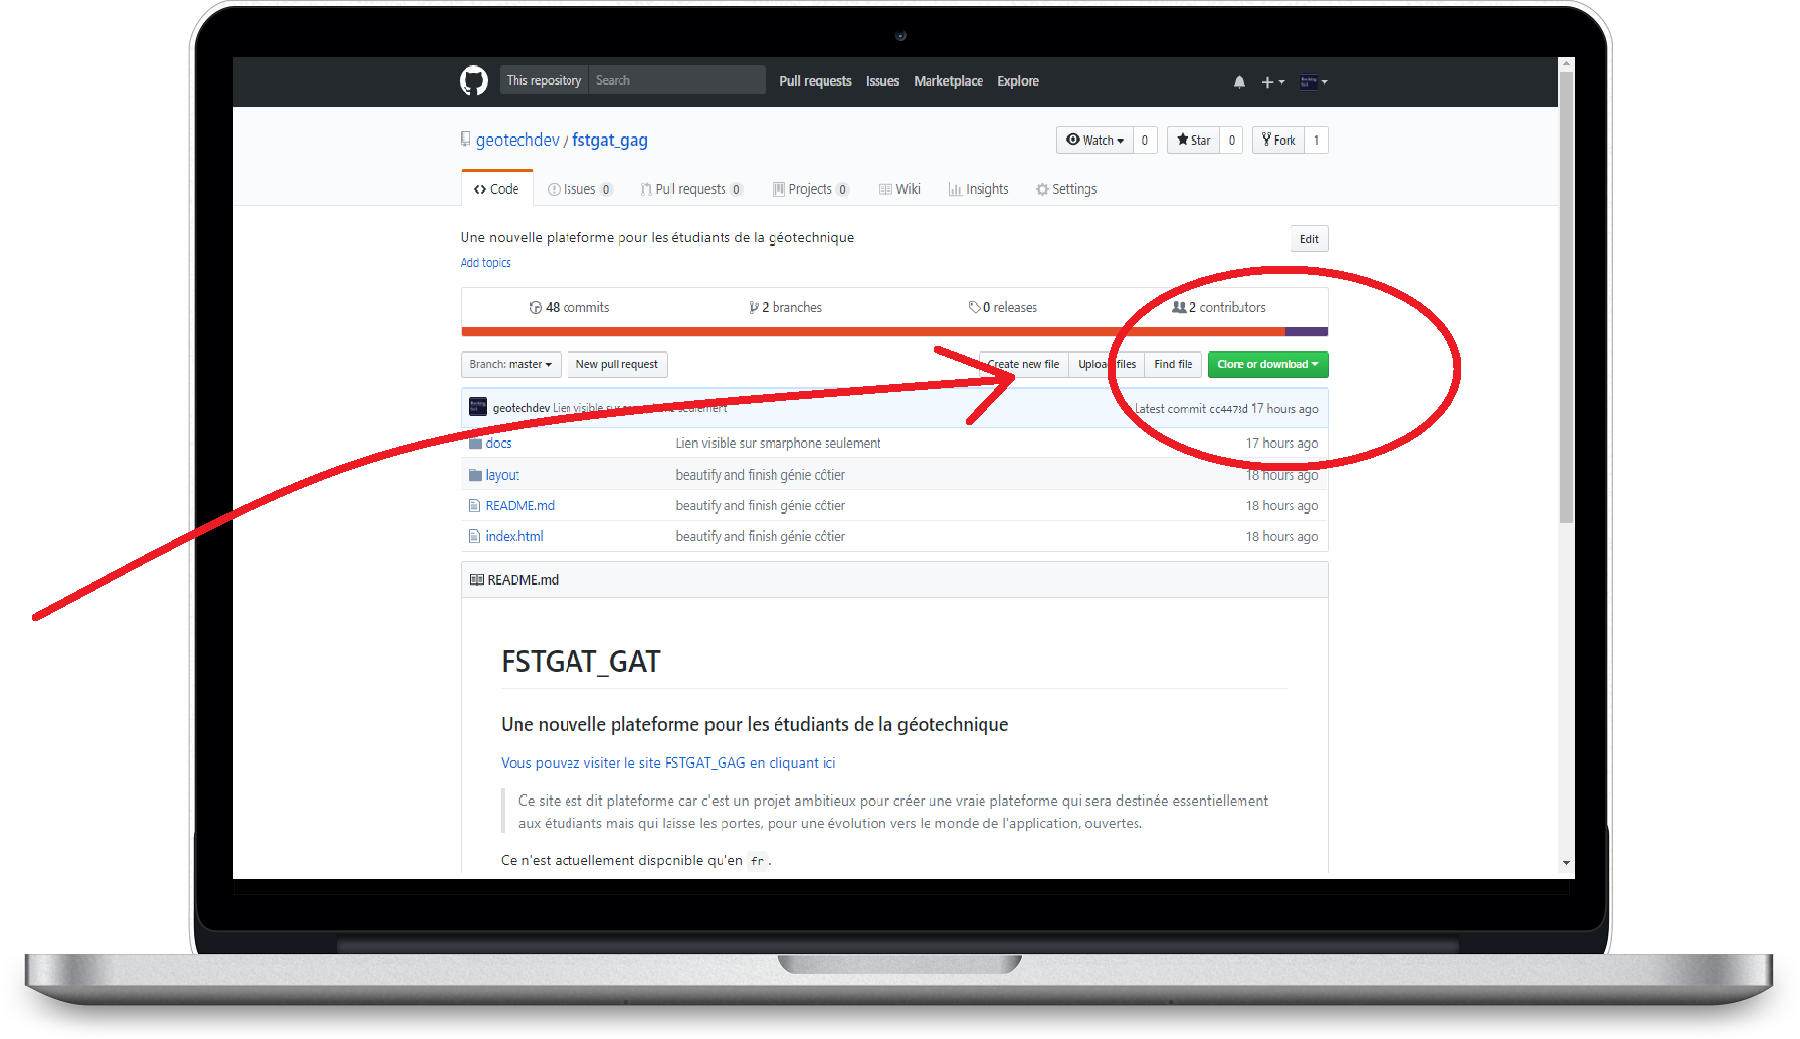 This repository Search Pull requests Issues Marketplace Explore
geotechdev / fstgat_gag Watch 0 Star 0 Fork 1
Code Issues 0 Pull requests 0 Projects 0 Wiki Insights Settings
Une nouvelle plateforme pour les étudiants de la géotechnique Edit
Add topics
48 commits 2 branches 0 releases 2 contributors
Branch: master New pull request Create new file Upload files Find file Clone or download
geotechdev Lien visible sur seulement Latest commit cc4473d 17 hours ago
docs Lien visible sur smarphone seulement 17 hours ago
layout beautify and finish génie côtier 18 hours ago
README.md beautify and finish génie côtier 18 hours ago
index.html beautify and finish génie côtier 18 hours ago
README.md
FSTGAT_GAT
Une nouvelle plateforme pour les étudiants de la géotechnique
Vous pouvez visiter le site FSTGAT_GAG en cliquant ici
Ce site est dit plateforme car c'est un projet ambitieux pour créer une vraie plateforme qui sera destinée essentiellement
aux étudiants mais qui laisse les portes, pour une évolution vers le monde de l'application, ouvertes.
Ce n'est actuellement disponible qu'en fr.